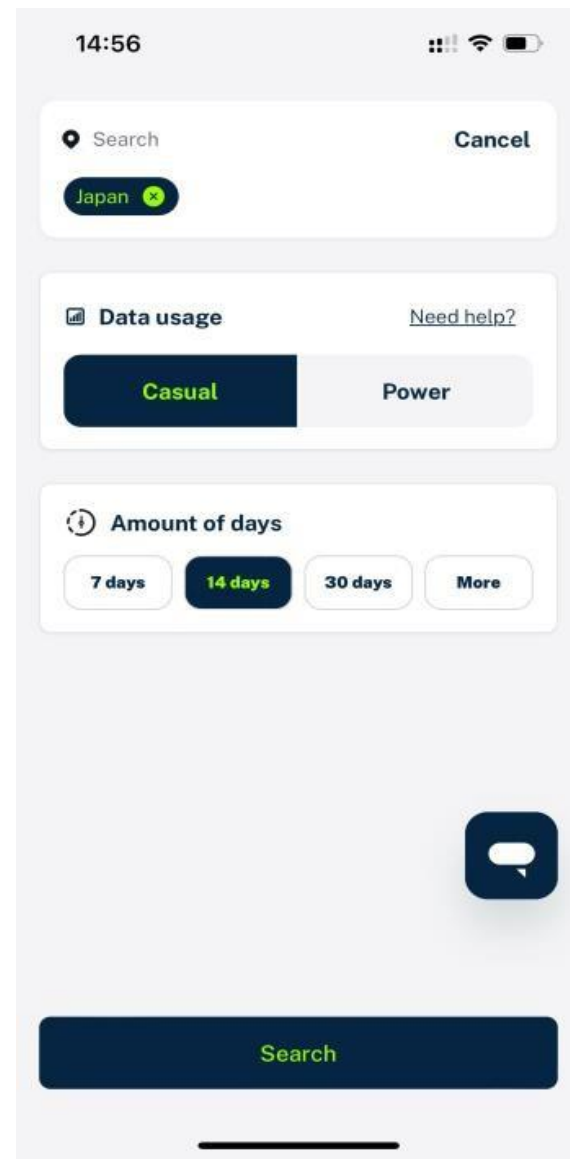 14:56
Search Cancel
Japan
Data usage Need help?
Casual Power
Amount of days
7 days 14 days 30 days More
Search